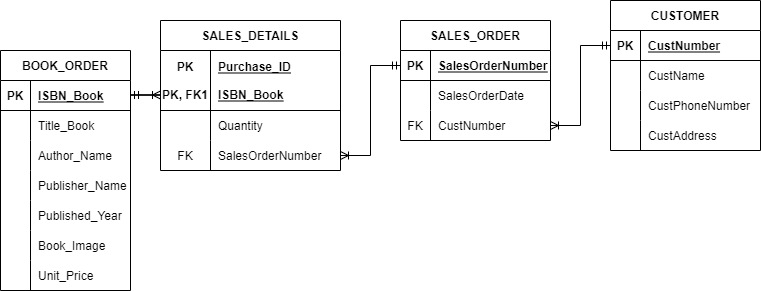 BOOK_ORDER
PK ISBN_Book
Title_Book
Author_Name
Publisher_Name
Published_Year
Book_Image
Unit_Price
SALES_DETAILS
PK Purchase_ID
PK, FK1 ISBN_Book
Quantity
FK SalesOrderNumber
SALES_ORDER
PK SalesOrderNumber
SalesOrderDate
FK CustNumber
CUSTOMER
PK CustNumber
CustName
CustPhoneNumber
CustAddress